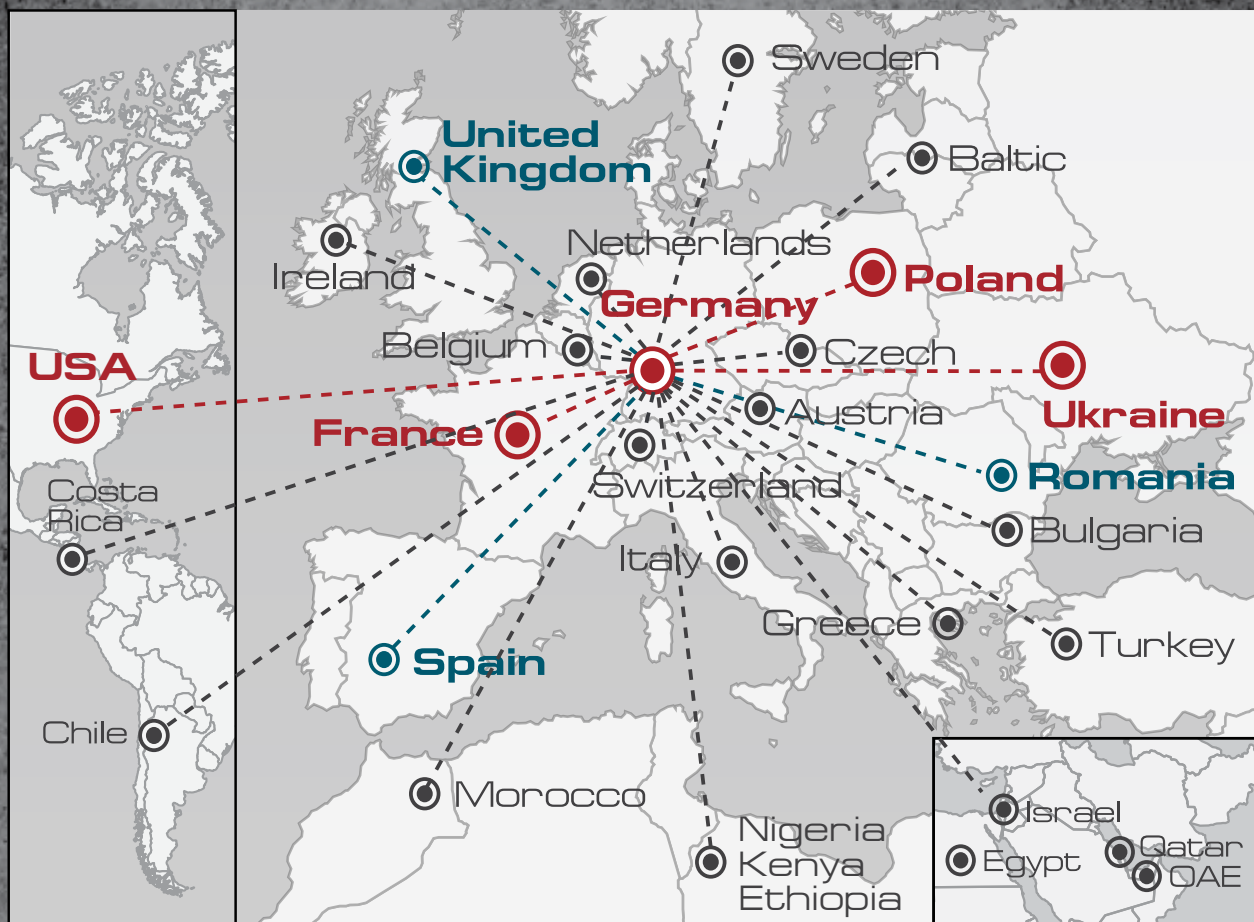 Sweden
United
Kingdom
Baltic
Netherlands
Ireland
Germany
Poland
Belgium
Czech
USA
France
Austria
Ukraine
Switzerland
Romania
Costa
Rica
Bulgaria
Italy
Greece
Turkey
Spain
Chile
Morocco
Nigeria
Kenya
Ethiopia
Israel
Egypt
Qatar
OAE